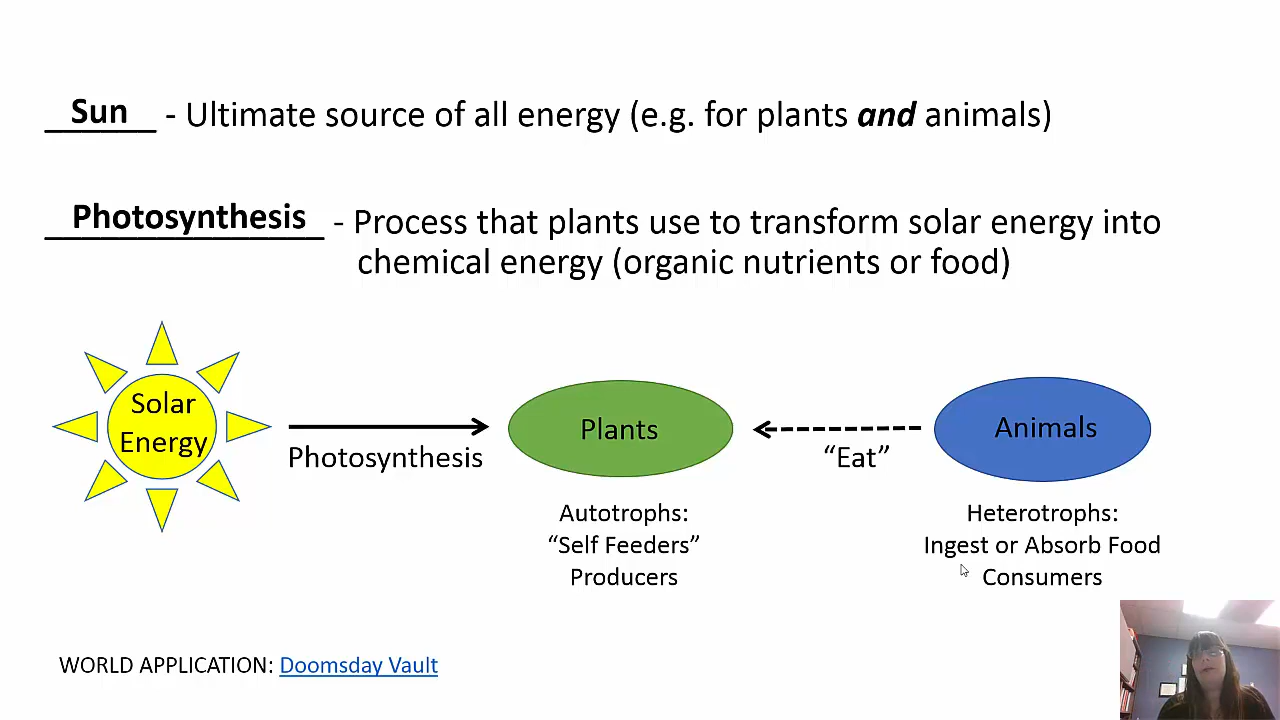 Sun - Ultimate source of all energy (e.g. for plants and animals)
Photosynthesis - Process that plants use to transform solar energy into
chemical energy (organic nutrients or food)
Solar
Energy
Photosynthesis
Plants
“Eat”
Animals
Autotrophs:
“Self Feeders”
Producers
Heterotrophs:
Ingest or Absorb Food
Consumers
WORLD APPLICATION: Doomsday Vault